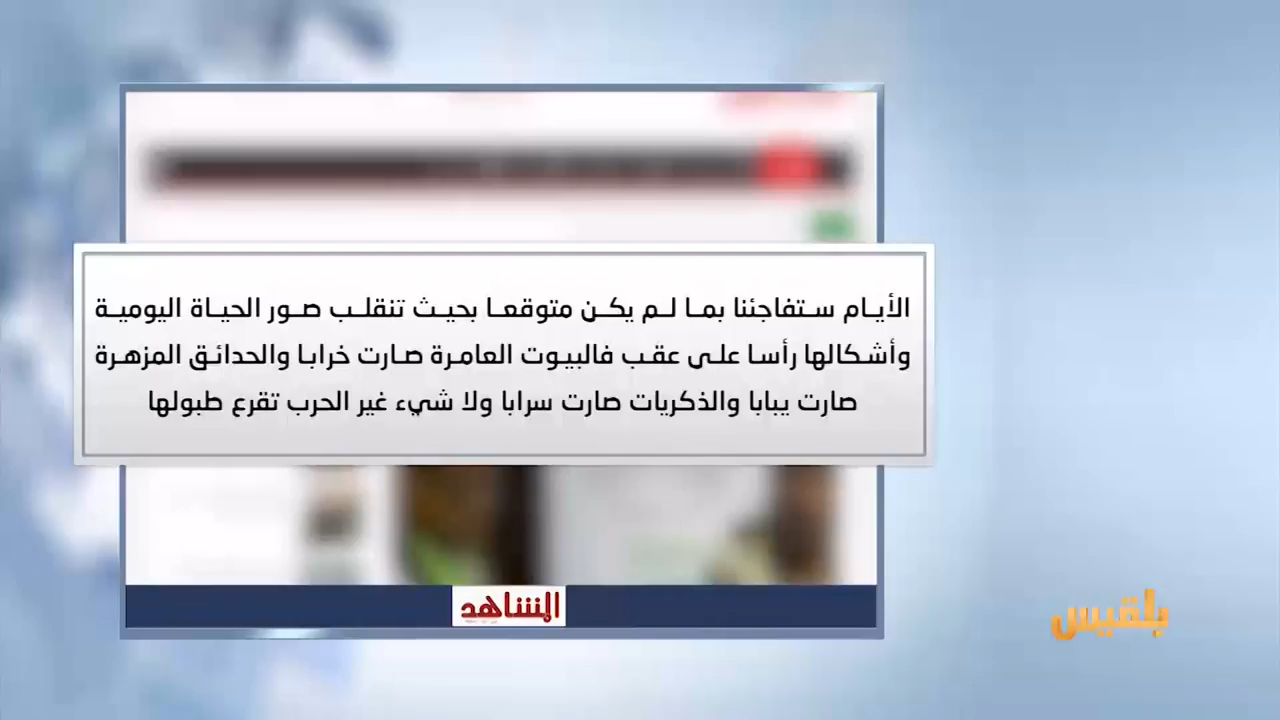 الأيام ستفاجئنا بما لم يكن متوقعا بحيث تنقلب صور الحياة اليومية
وأشكالها رأسا على عقب فالبيوت العامرة صارت خرابا والحدائق المزهرة
صارت يبابا والذكريات صارت سرابا ولا شيء غير الحرب تقرع طبولها
المشاهد
بلقيس